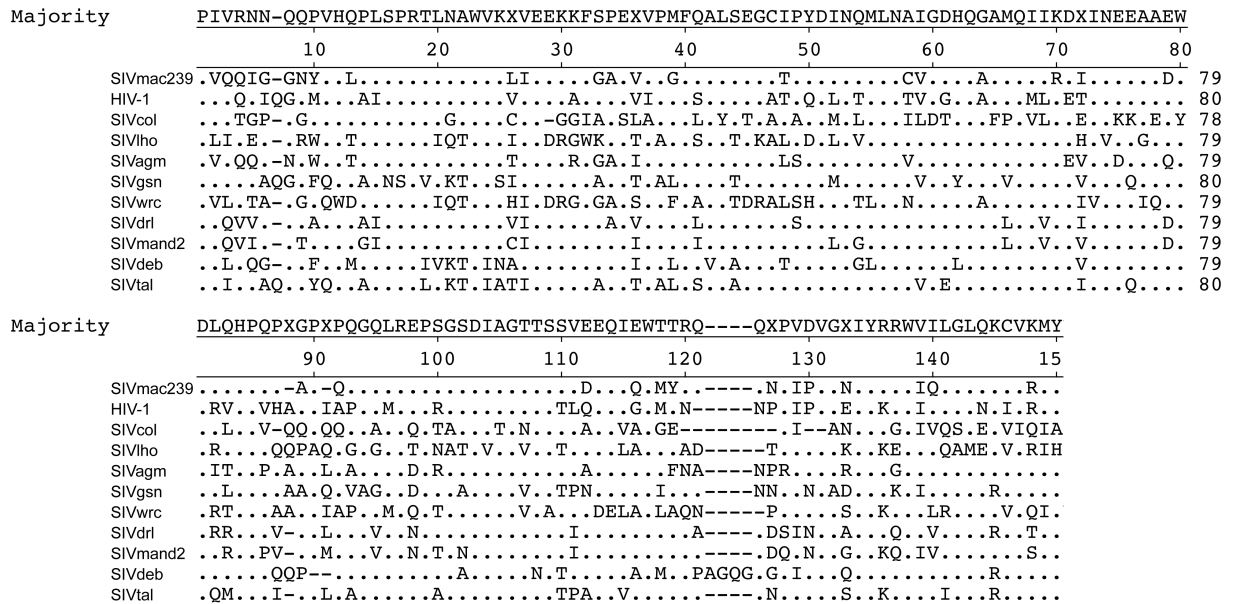 Majority PIVRNN-QQPVHQPLSPRTLNAWVKXVEEKKFSPEXVPMFQALSEGCIPYDINQMLNAIGDHQGAMQIIKDXINEEAAEW
10 20 30 40 50 60 70 80
SIVmac239 .VQQIG-GNY..L............LI.....GA.V..G........T.........CV....A.....R.I......D. 79
HIV-1 ...Q.IQG.M...AI..........V....A....VI...S.....AT.Q.L.T...TV.G..A...ML.ET........ 80
SIVcol ...TGP-.G...........G....C..-GGIA.SLA...L.Y.T.A.A..M.L...ILDT...FP.VL..E..KK.E.Y 78
SIVlho .LI.E.-.RW..T......IQT...I..DRGWK..T.A..S..T.KAL.D.L.V.................H.V..G... 79
SIVagm .V.QQ.-N.W..T............T....R.GA.I...........LS........V............EV...D...Q. 79
SIVgsn .....AQG.FQ..A.NS.V.KT..SI......A..T.AL....T.......M......V..Y...V.....V...Q.... 80
SIVwrc .VL.TA-.G.QWD......IQT...HI.DRG.GA.S..F.A..TDRALSH...TL..N.....A.......IV...IQ.. 79
SIVdrl ..QVV.-..A...AI..........VI.....A.V....L.......S................L..V..V......D. 79
SIVmand2 ..QVI.-.T...GI...........CI.......I....I..........L.G...........L..V..V......D. 79
SIVdeb ..L.QG-..F..M.....IVKT.INA.......I..L..V.A...T.....GL......L.........V........ 79
SIVtal ..I..AQ..YQ..A....L.KT.IATI.....A..T.AL.S..A..............V.E..........I...Q.... 80
Majority DLQHPQPXGPXPQGQLREPSGSDIAGTTSSVEEQIEWTTRQ----QXPVDVGXIYRRWVILGLQKCVKMY
90 100 110 120 130 140 15
SIVmac239 .......-A..-Q...................D...Q.MY..-----N.IP..N.....IQ.......R..
HIV-1 .RV..VHA..IAP..M...R.........TLQ...G.M.N-----NP.IP..E..K..I....N.I.R..
SIVcol ..L..V-QQ.QQ..A..Q.TA...T.N....A..VA.GE--------..I--AN...G.IVQS.E.VIQIA
SIVlho .R....QQPAQ.G.G..T.NAT.V..V..T....LA...AD-----T.....K..KE...QAME.V.RIH
SIVagm .IT..P.A..L.A....D.R..................FNA----NPR....R...G.............
SIVgsn ..L....AA.Q.VAG..D...A....V..TPN.....I...----NN..N.AD...K.I.....R.....
SIVwrc .RT...AA..IAP..M.Q.T......V.A...DELA.LAQN-----P.....S..K..LR....V.QI.
SIVdrl .RR...V-..L...V..N............I.........A-----DSIN..A...Q..V....R..T..
SIVmand2 ..R..PV-..M...V..N.T.N........I..........----DQ..N..G..KQ.IV.......S..
SIVdeb ......QQP--..........A.....N.T.....A.M..PAGQG.G.I...Q...........R.....
SIVtal .QM...I-..L.A......A.......TPA..V........----N.....S..K....I...R.....